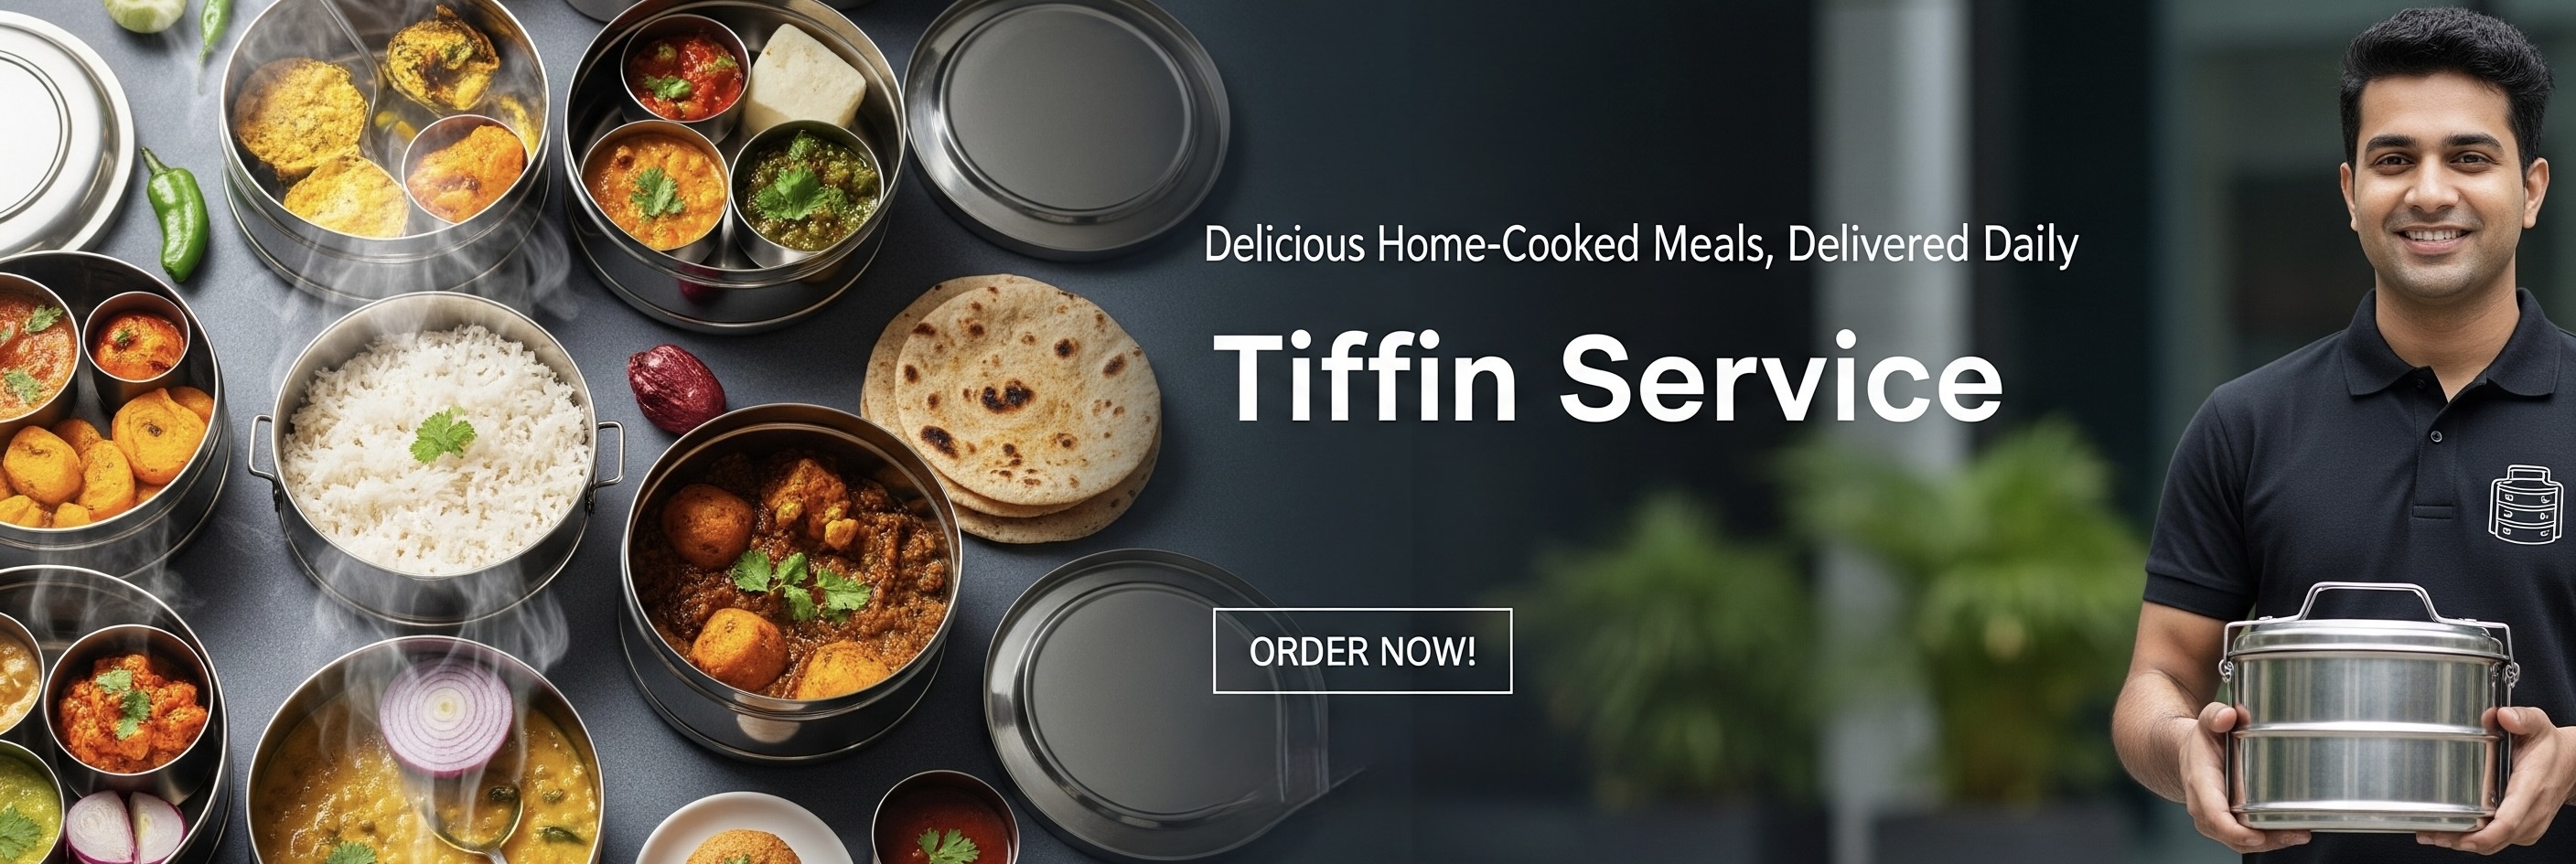 Delicious Home-Cooked Meals, Delivered Daily
Tiffin Service
ORDER NOW!